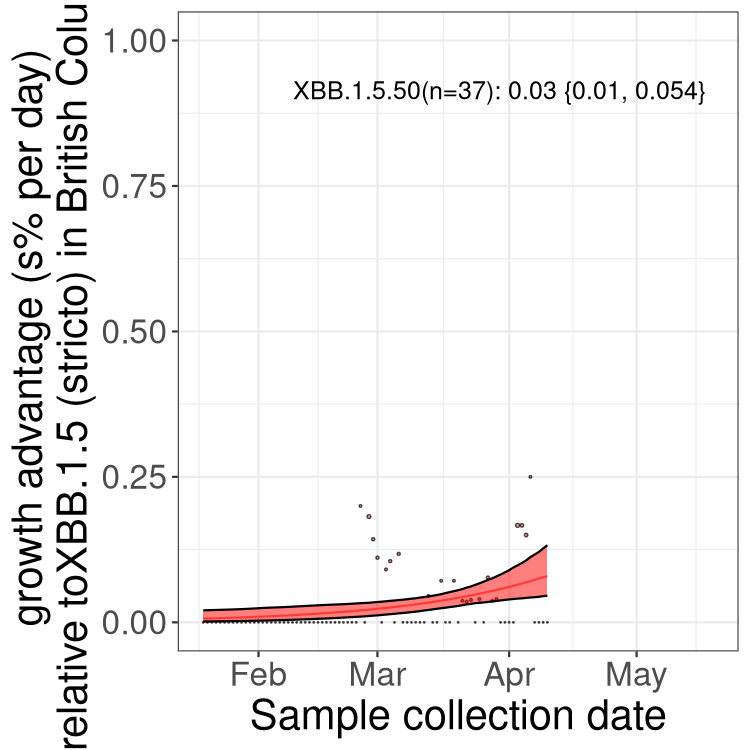 growth advantage (s% per day)
relative toXBB.1.5 (stricto) in British Colu
1.00
0.75
0.50
0.25
0.00
XBB.1.5.50(n=37): 0.03 {0.01, 0.054}
Feb Mar Apr May
Sample collection date